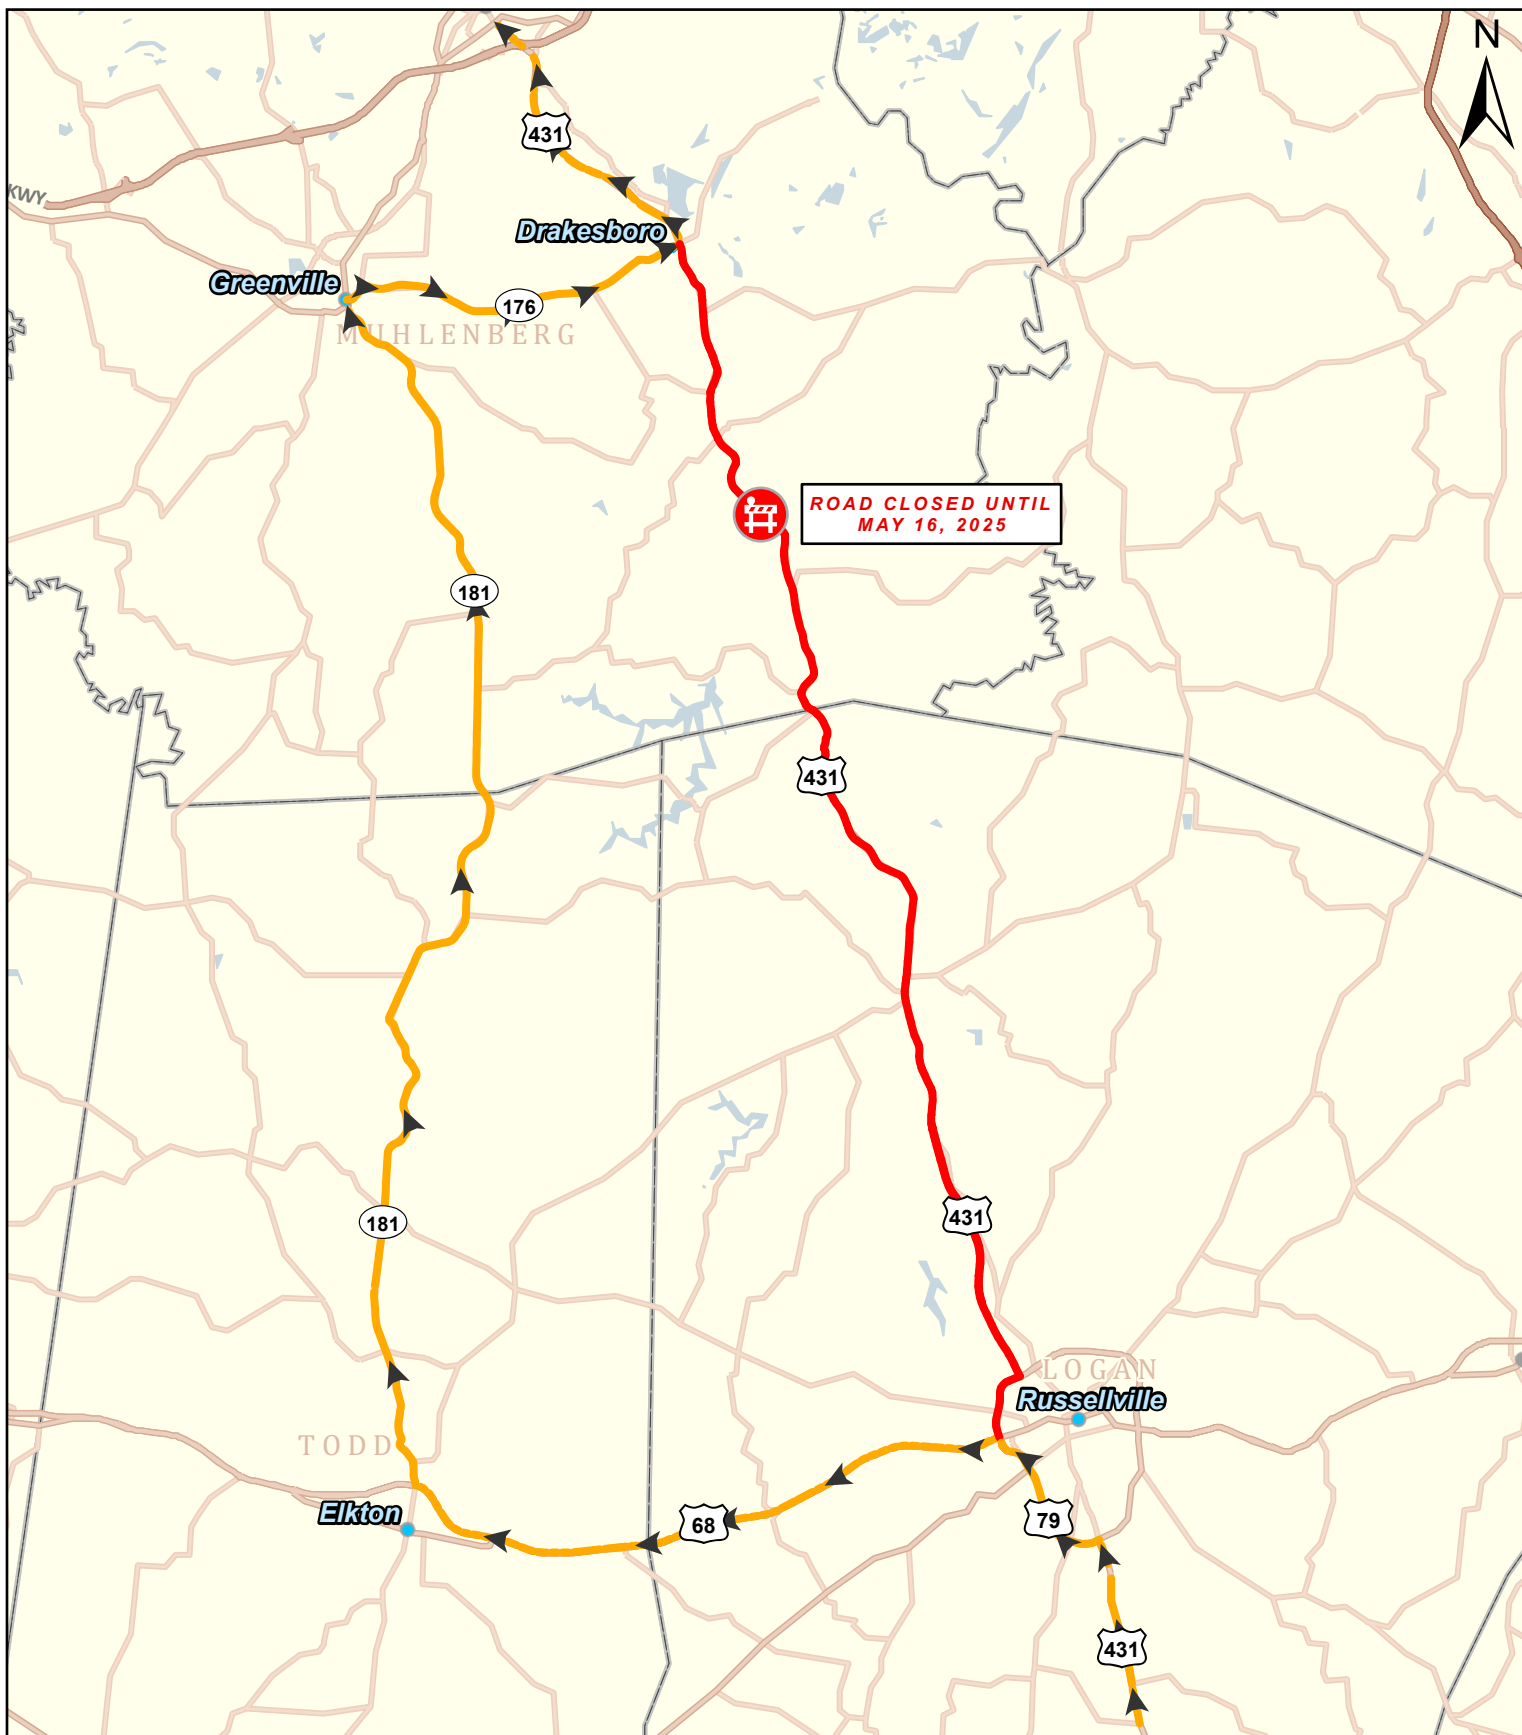 N
431
KWY
Drakesboro
Greenville
176
MUHLENBERG
ROAD CLOSED UNTIL
MAY 16, 2025
181
431
181
431
LOGAN
Russellville
TODD
Elkton
68
79
431